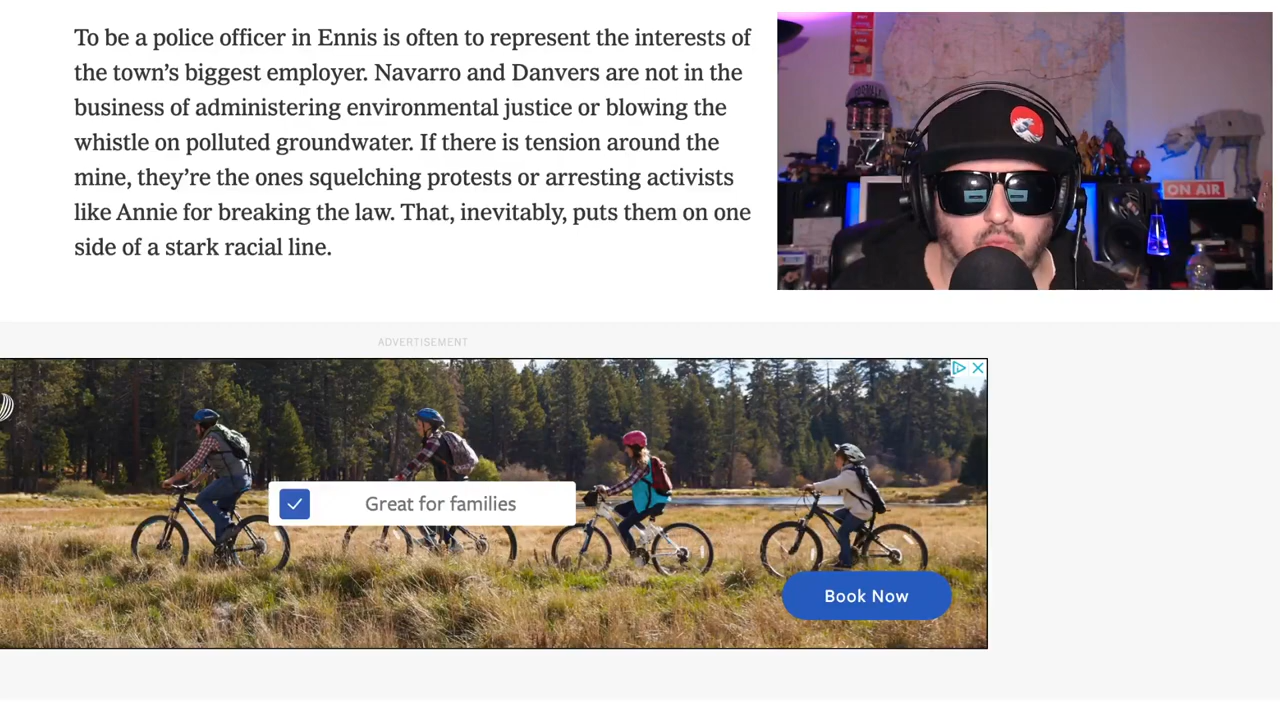 To be a police officer in Ennis is often to represent the interests of
the town’s biggest employer. Navarro and Danvers are not in the
business of administering environmental justice or blowing the
whistle on polluted groundwater. If there is tension around the
mine, they’re the ones squelching protests or arresting activists
like Annie for breaking the law. That, inevitably, puts them on one
side of a stark racial line.
ON AIR
ADVERTISEMENT
Great for families
Book Now